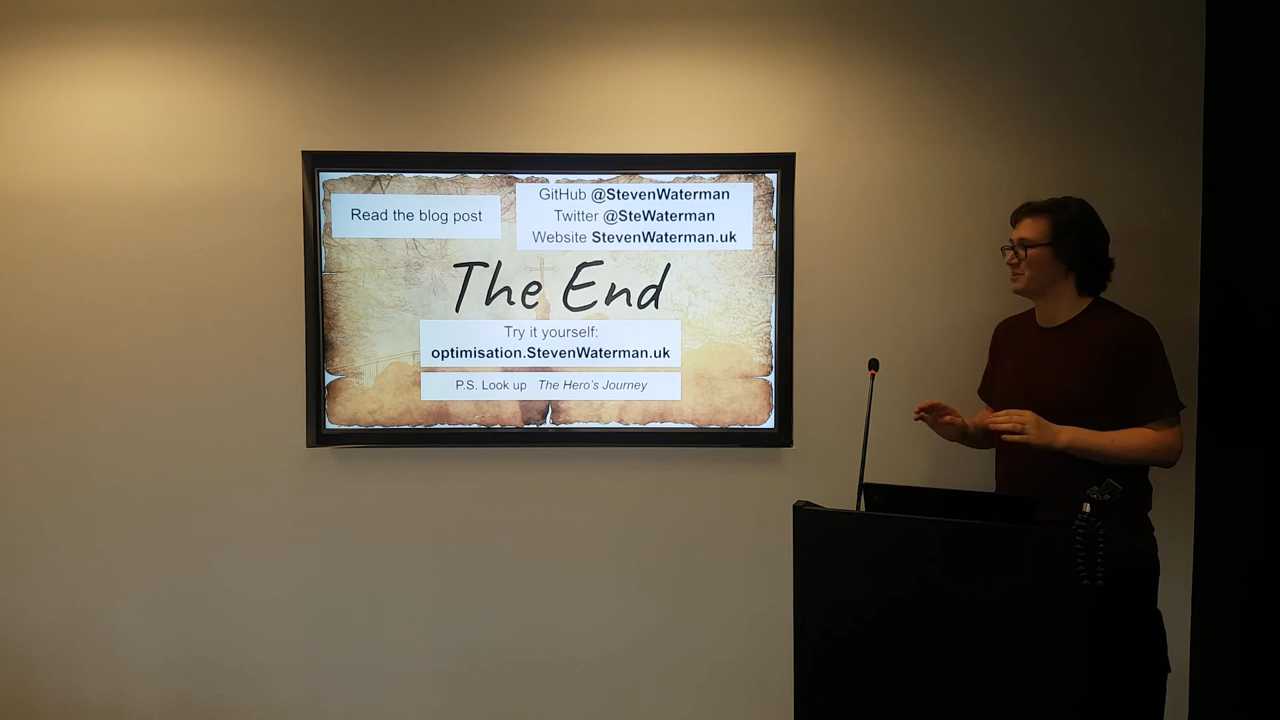 Read the blog post
GitHub @StevenWaterman
Twitter @SteWaterman
Website StevenWaterman.uk
The End
Try it yourself:
optimisation.StevenWaterman.uk
P.S. Look up The Hero's Journey